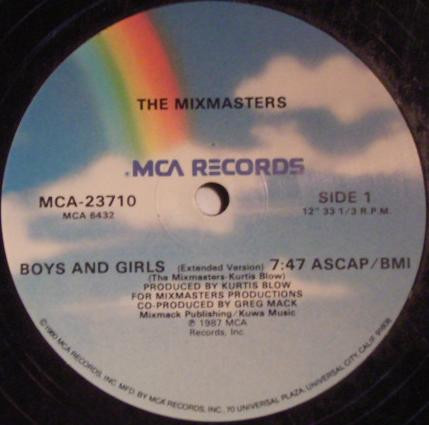 THE MIXMASTERS
MCA RECORDS
MCA-23710
MCA 6432
SIDE 1
12" 33 1/3 R.P.M.
BOYS AND GIRLS (Extended Version) 7:47 ASCAP/BMI
(The Mixmasters-Kurtis Blow)
PRODUCED BY KURTIS BLOW
FOR MIXMASTERS PRODUCTIONS
CO-PRODUCED BY GREG MACK
Mixmack Publishing/Kuwa Music
℗ 1987 MCA
Records, Inc.
©1980 MCA RECORDS, INC. MFD. BY MCA RECORDS, INC., 70 UNIVERSAL PLAZA, UNIVERSAL CITY, CALIF.